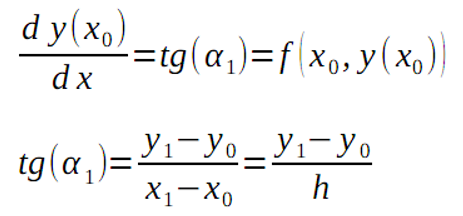 d y(x₀)/d x = tg(α₁) = f(x₀, y(x₀))
tg(α₁) = y₁−y₀/x₁−x₀ = y₁−y₀/h